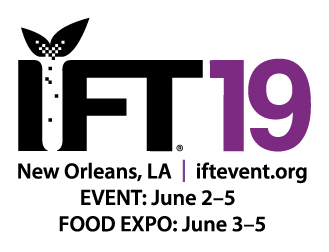 iFT19®
New Orleans, LA | iftevent.org
EVENT: June 2–5
FOOD EXPO: June 3–5